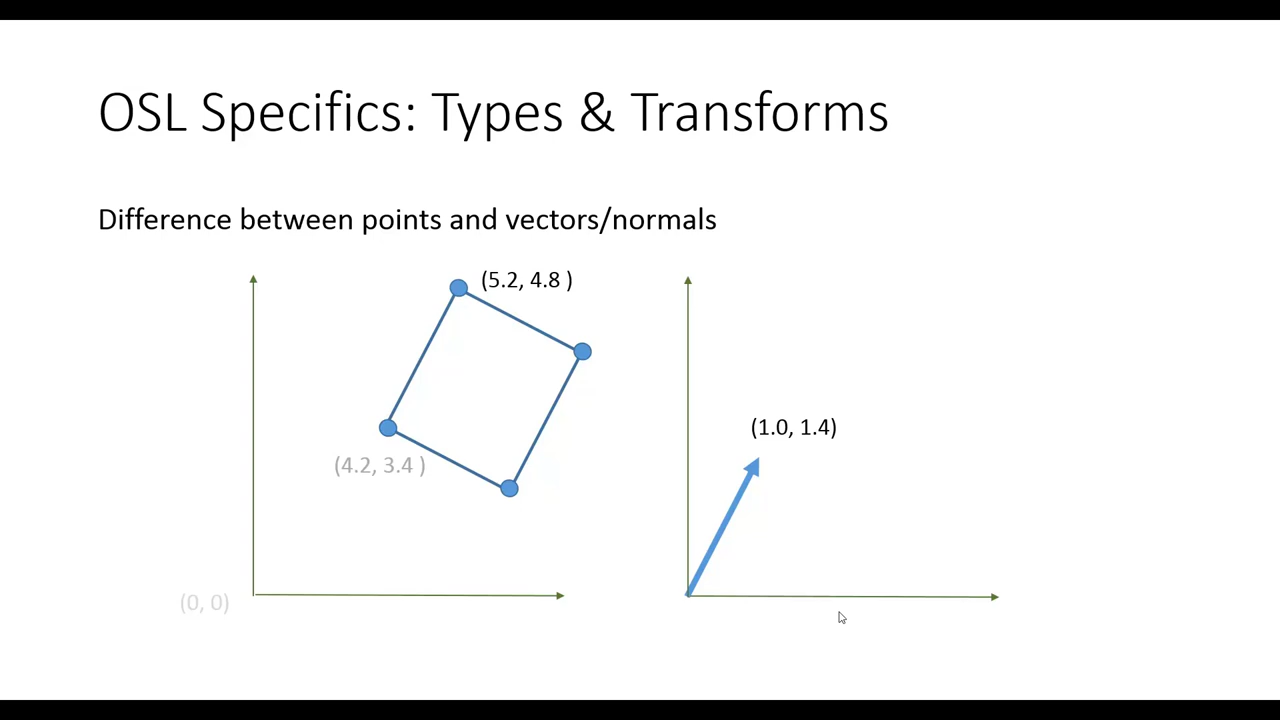 OSL Specifics: Types & Transforms
Difference between points and vectors/normals
(5.2, 4.8 )
(4.2, 3.4 )
(0, 0)
(1.0, 1.4)